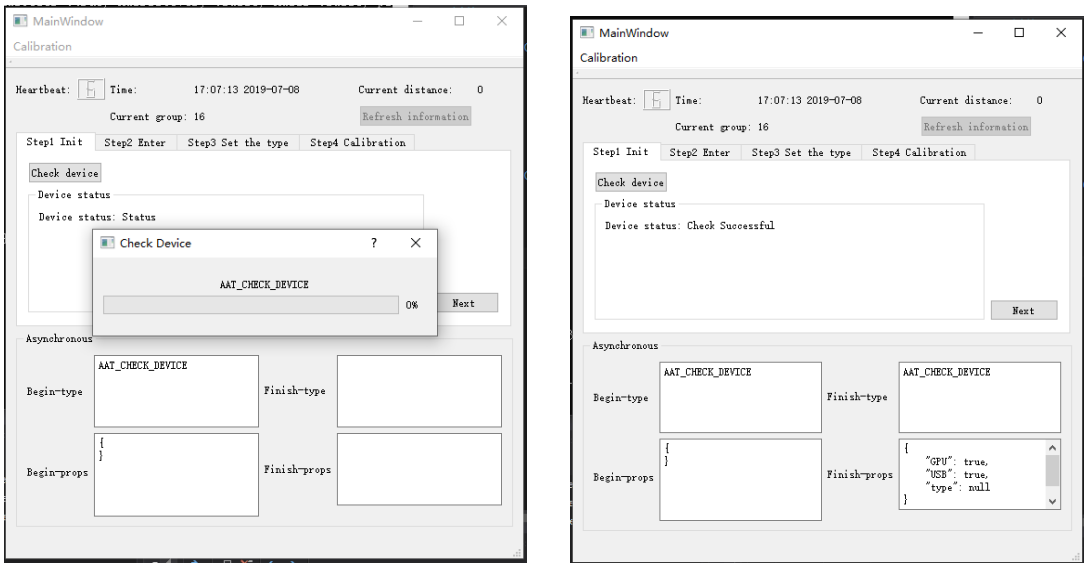 MainWindow
Calibration
Heartbeat: 6 Time: 17:07:13 2019-07-08 Current distance: 0
Current group: 16 Refresh information
Step1 Init Step2 Enter Step3 Set the type Step4 Calibration
Check device
Device status
Device status: Status
Check Device ?
AAT_CHECK_DEVICE
0%
Next
Asynchronous
Begin-type AAT_CHECK_DEVICE Finish-type
Begin-props {
} Finish-props
MainWindow
Calibration
Heartbeat: 6 Time: 17:07:13 2019-07-08 Current distance: 0
Current group: 16 Refresh information
Step1 Init Step2 Enter Step3 Set the type Step4 Calibration
Check device
Device status
Device status: Check Successful
Next
Asynchronous
Begin-type AAT_CHECK_DEVICE Finish-type AAT_CHECK_DEVICE
Begin-props {
}
Finish-props {
"GPU": true,
"USB": true,
"type": null
}